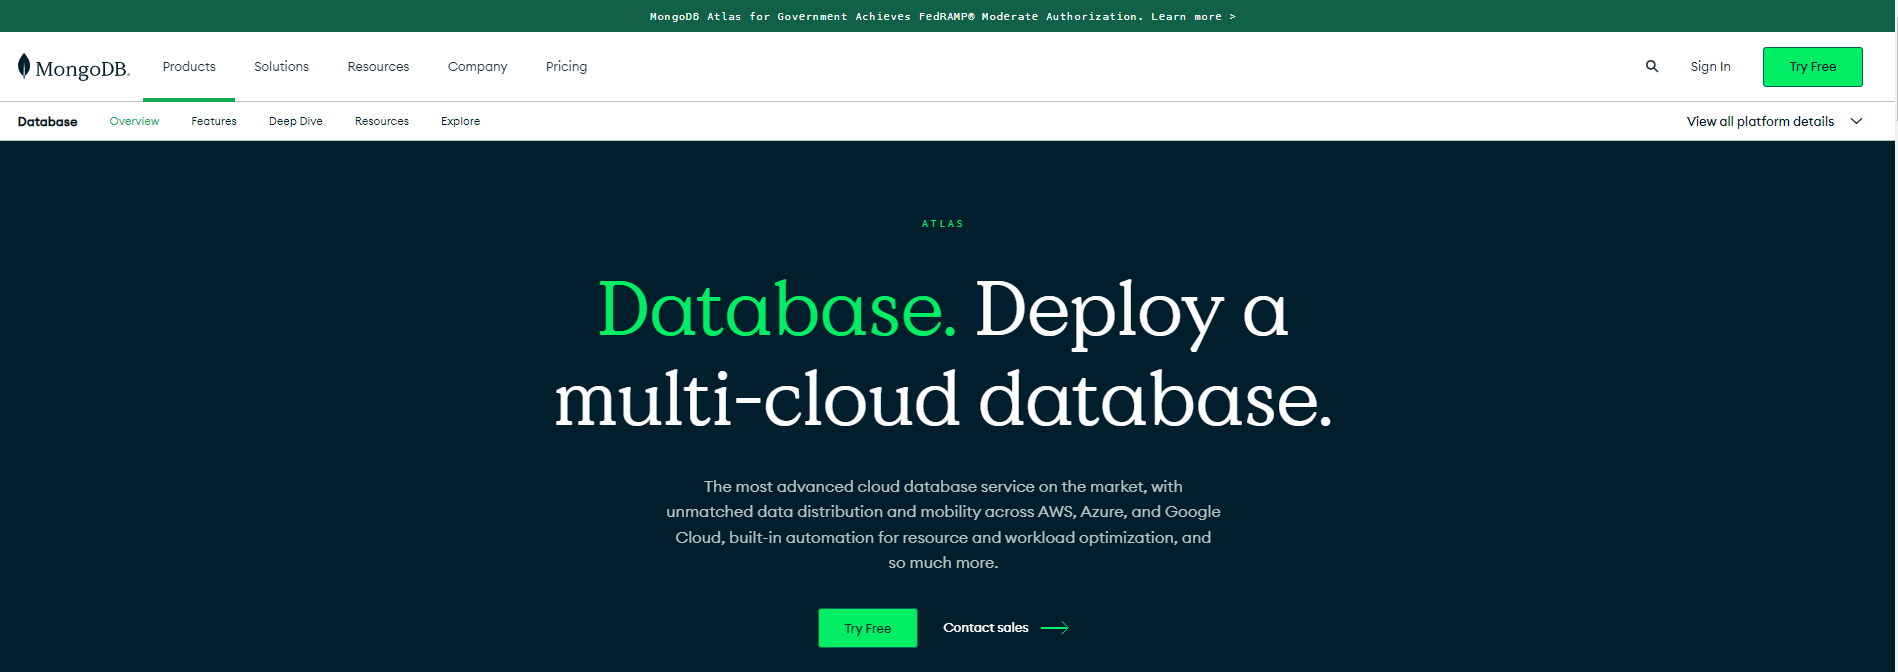 MongoDB Atlas for Government Achieves FedRAMP® Moderate Authorization. Learn more >
MongoDB. Products Solutions Resources Company Pricing Sign In Try Free
Database Overview Features Deep Dive Resources Explore View all platform details
ATLAS
Database. Deploy a
multi-cloud database.
The most advanced cloud database service on the market, with
unmatched data distribution and mobility across AWS, Azure, and Google
Cloud, built-in automation for resource and workload optimization, and
so much more.
Try Free Contact sales